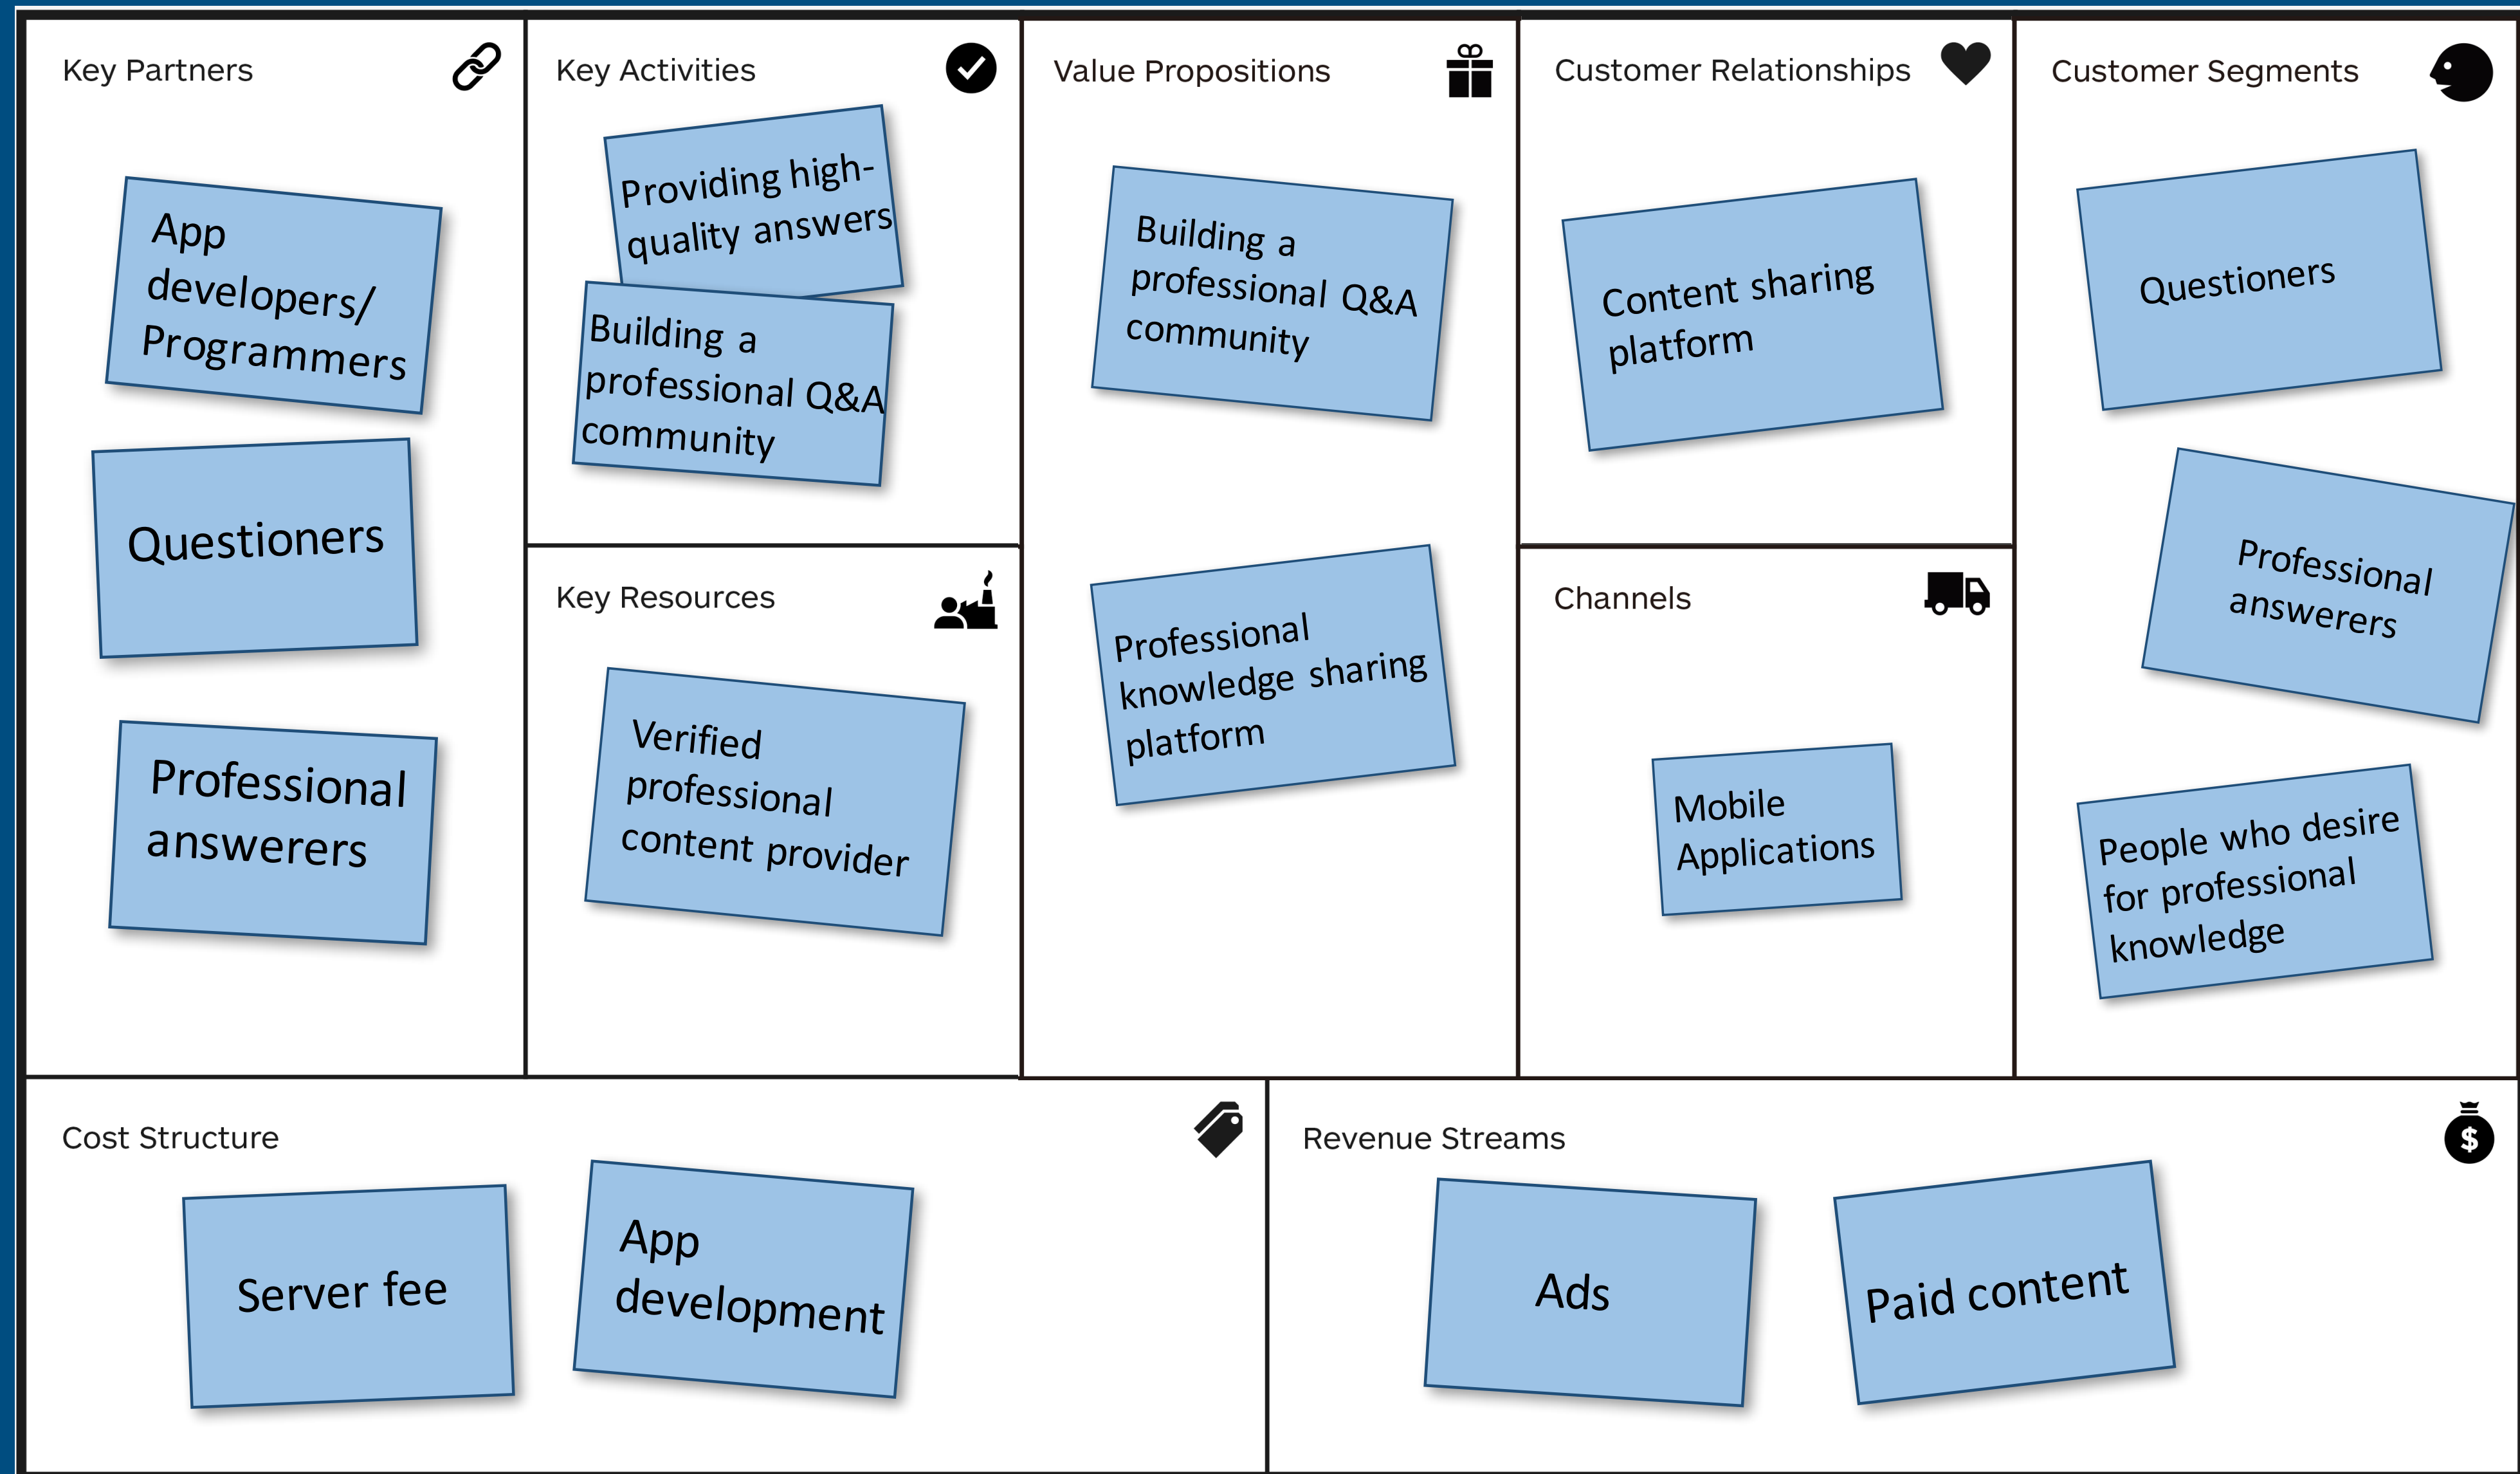 Key Partners
App
developers/
Programmers
Questioners
Professional
answerers
Key Activities
Providing high-
quality answers
Building a
professional Q&A
community
Key Resources
Verified
professional
content provider
Value Propositions
Building a
professional Q&A
community
Professional
knowledge sharing
platform
Customer Relationships
Content sharing
platform
Channels
Mobile
Applications
Customer Segments
Questioners
Professional
answerers
People who desire
for professional
knowledge
Cost Structure
Server fee
App
development
Revenue Streams
Ads
Paid content
$